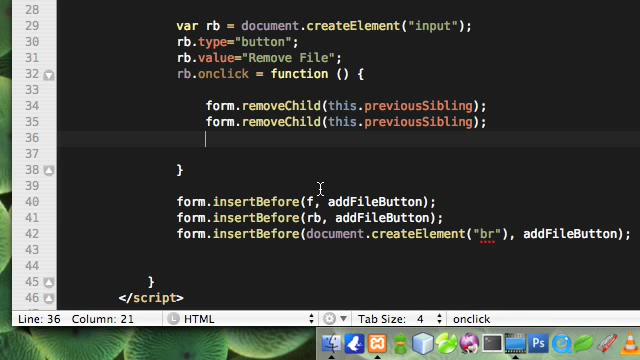 28
29 var rb = document.createElement("input");
30 rb.type="button";
31 rb.value="Remove File";
32 rb.onclick = function () {
33
34 form.removeChild(this.previousSibling);
35 form.removeChild(this.previousSibling);
36
37
38 }
39
40 form.insertBefore(f, addFileButton);
41 form.insertBefore(rb, addFileButton);
42 form.insertBefore(document.createElement("br"), addFileButton);
43
44
45 }
46 </script>
Line: 36 Column: 21 L HTML Tab Size: 4 onclick
Ps